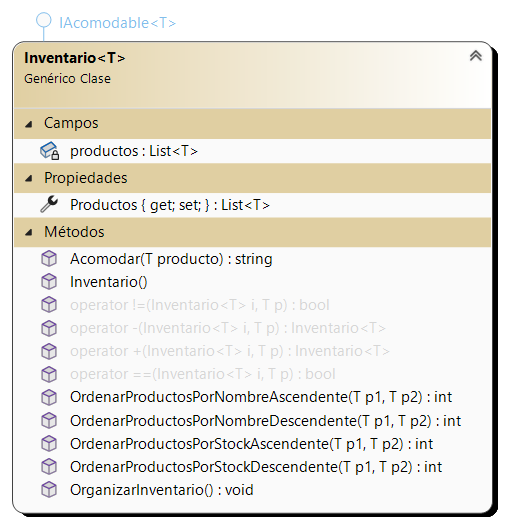 IAcomodable<T>
Inventario<T>
Genérico Clase
Campos
productos : List<T>
Propiedades
Productos { get; set; } : List<T>
Métodos
Acomodar(T producto) : string
Inventario()
operator !=(Inventario<T> i, T p) : bool
operator -(Inventario<T> i, T p) : Inventario<T>
operator +(Inventario<T> i, T p) : Inventario<T>
operator ==(Inventario<T> i, T p) : bool
OrdenarProductosPorNombreAscendente(T p1, T p2) : int
OrdenarProductosPorNombreDescendente(T p1, T p2) : int
OrdenarProductosPorStockAscendente(T p1, T p2) : int
OrdenarProductosPorStockDescendente(T p1, T p2) : int
OrganizarInventario() : void